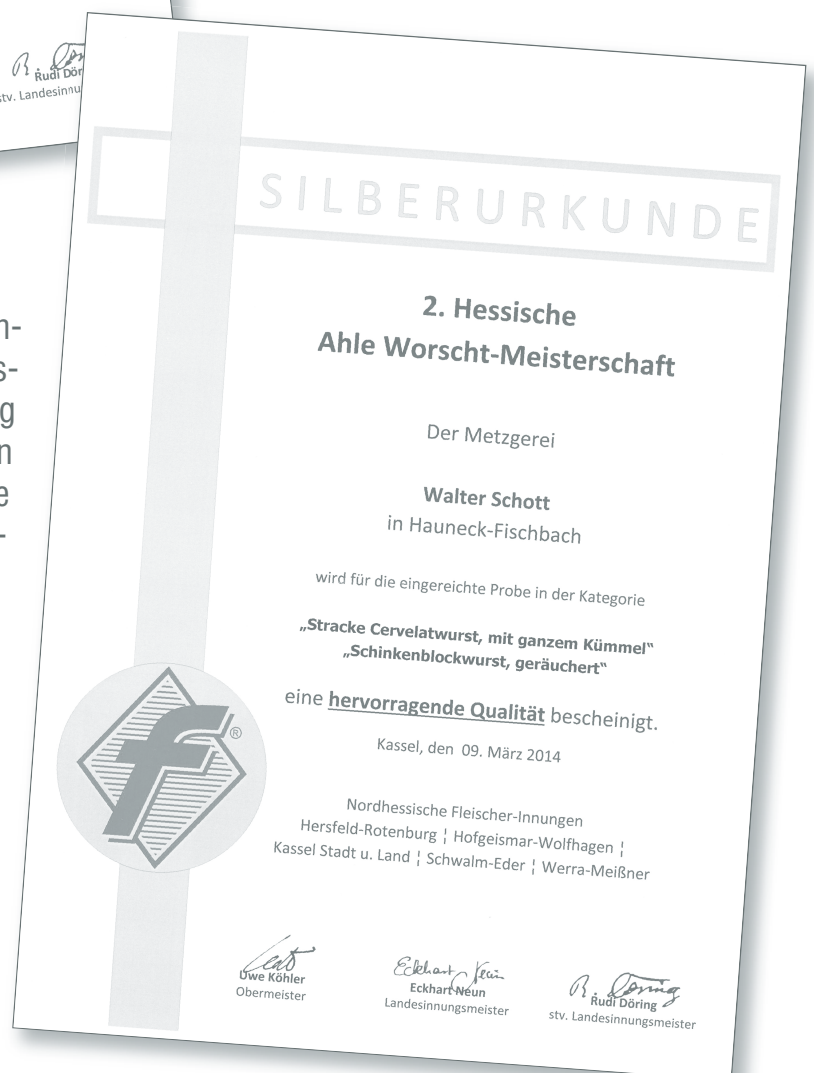 Rudi Dör
stv. Landesinnu
n-
s-
g
n
e
-
SILBERURKUNDE
2. Hessische
Ahle Worscht-Meisterschaft
Der Metzgerei
Walter Schott
in Hauneck-Fischbach
wird für die eingereichte Probe in der Kategorie
„Stracke Cervelatwurst, mit ganzem Kümmel“
„Schinkenblockwurst, geräuchert“
eine hervorragende Qualität bescheinigt.
Kassel, den 09. März 2014
f®
Nordhessische Fleischer-Innungen
Hersfeld-Rotenburg ¦ Hofgeismar-Wolfhagen ¦
Kassel Stadt u. Land ¦ Schwalm-Eder ¦ Werra-Meißner
Eckhart Neun
R. Döring
Uwe Köhler
Obermeister
Eckhart Neun
Landesinnungsmeister
Rudi Döring
stv. Landesinnungsmeister